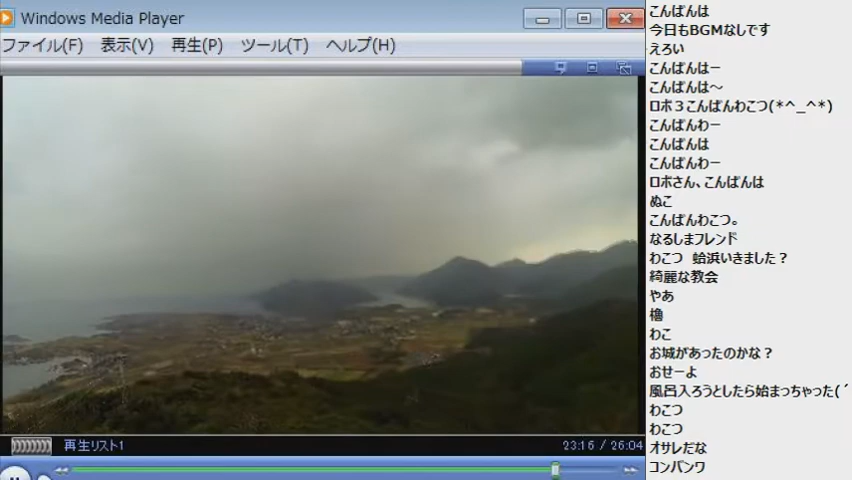 Windows Media Player
ファイル(F) 表示(V) 再生(P) ツール(T) ヘルプ(H)
再生リスト1
23:16 / 26:04
こんばんは
今日もBGMなしです
えろい
こんばんはー
こんばんは～
ロボ３こんばんわこつ(*^_^*)
こんばんわー
こんばんは
こんばんわー
ロボさん、こんばんは
ぬこ
こんばんわこつ。
なるしまフレンド
わこつ　蛤浜いきました？
綺麗な教会
やあ
櫓
わこ
お城があったのかな？
おせーよ
風呂入ろうとしたら始まっちゃった(´
わこつ
わこつ
オサレだな
コンバンワ